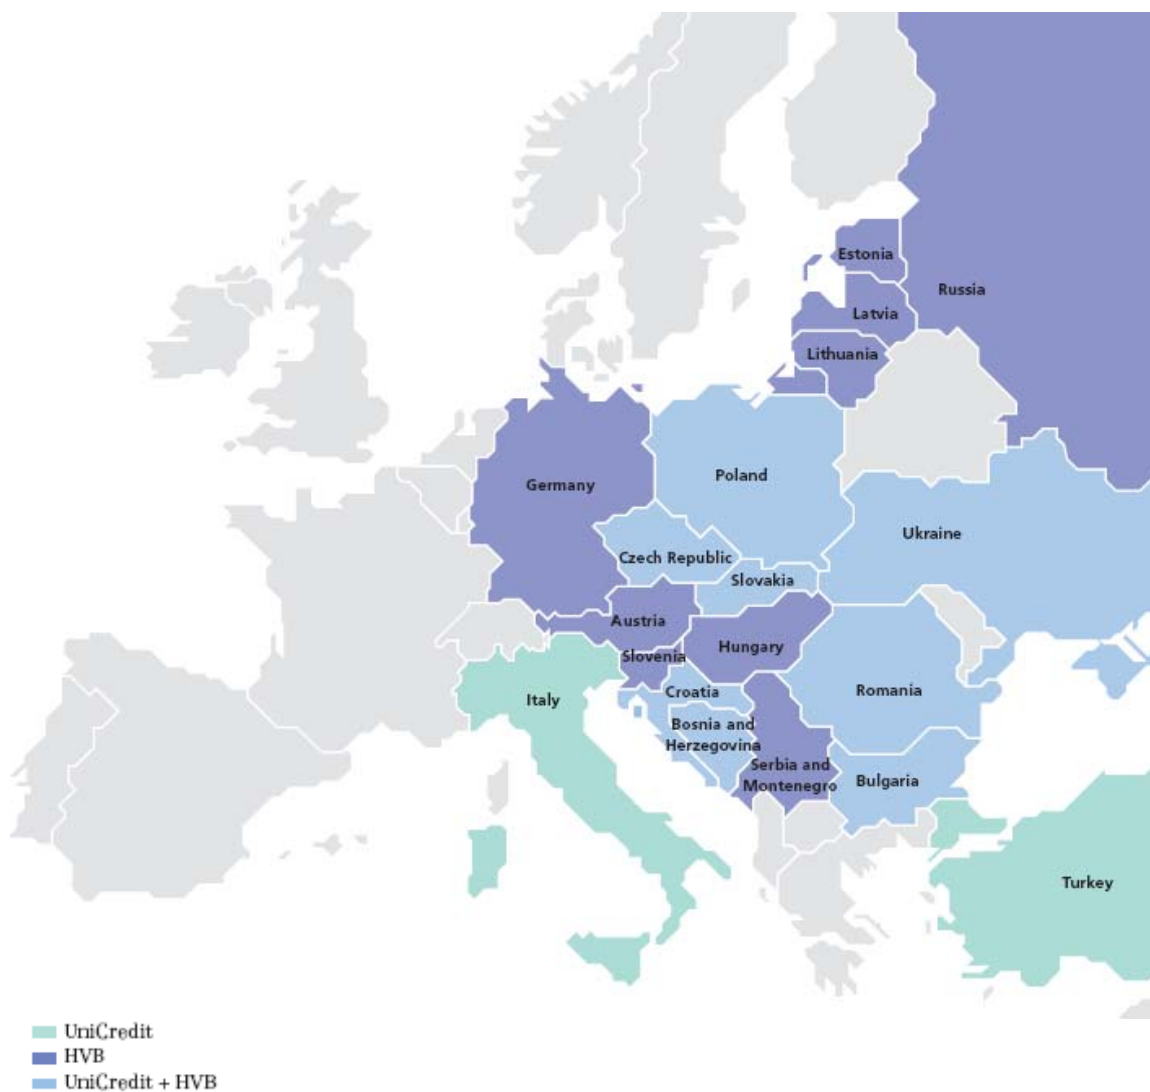 Estonia
Russia
Latvia
Lithuania
Germany
Poland
Ukraine
Czech Republic
Slovakia
Austria
Hungary
Slovenia
Italy
Croatia
Romania
Bosnia and
Herzegovina
Serbia and
Montenegro
Bulgaria
Turkey
UniCredit
HVB
UniCredit + HVB